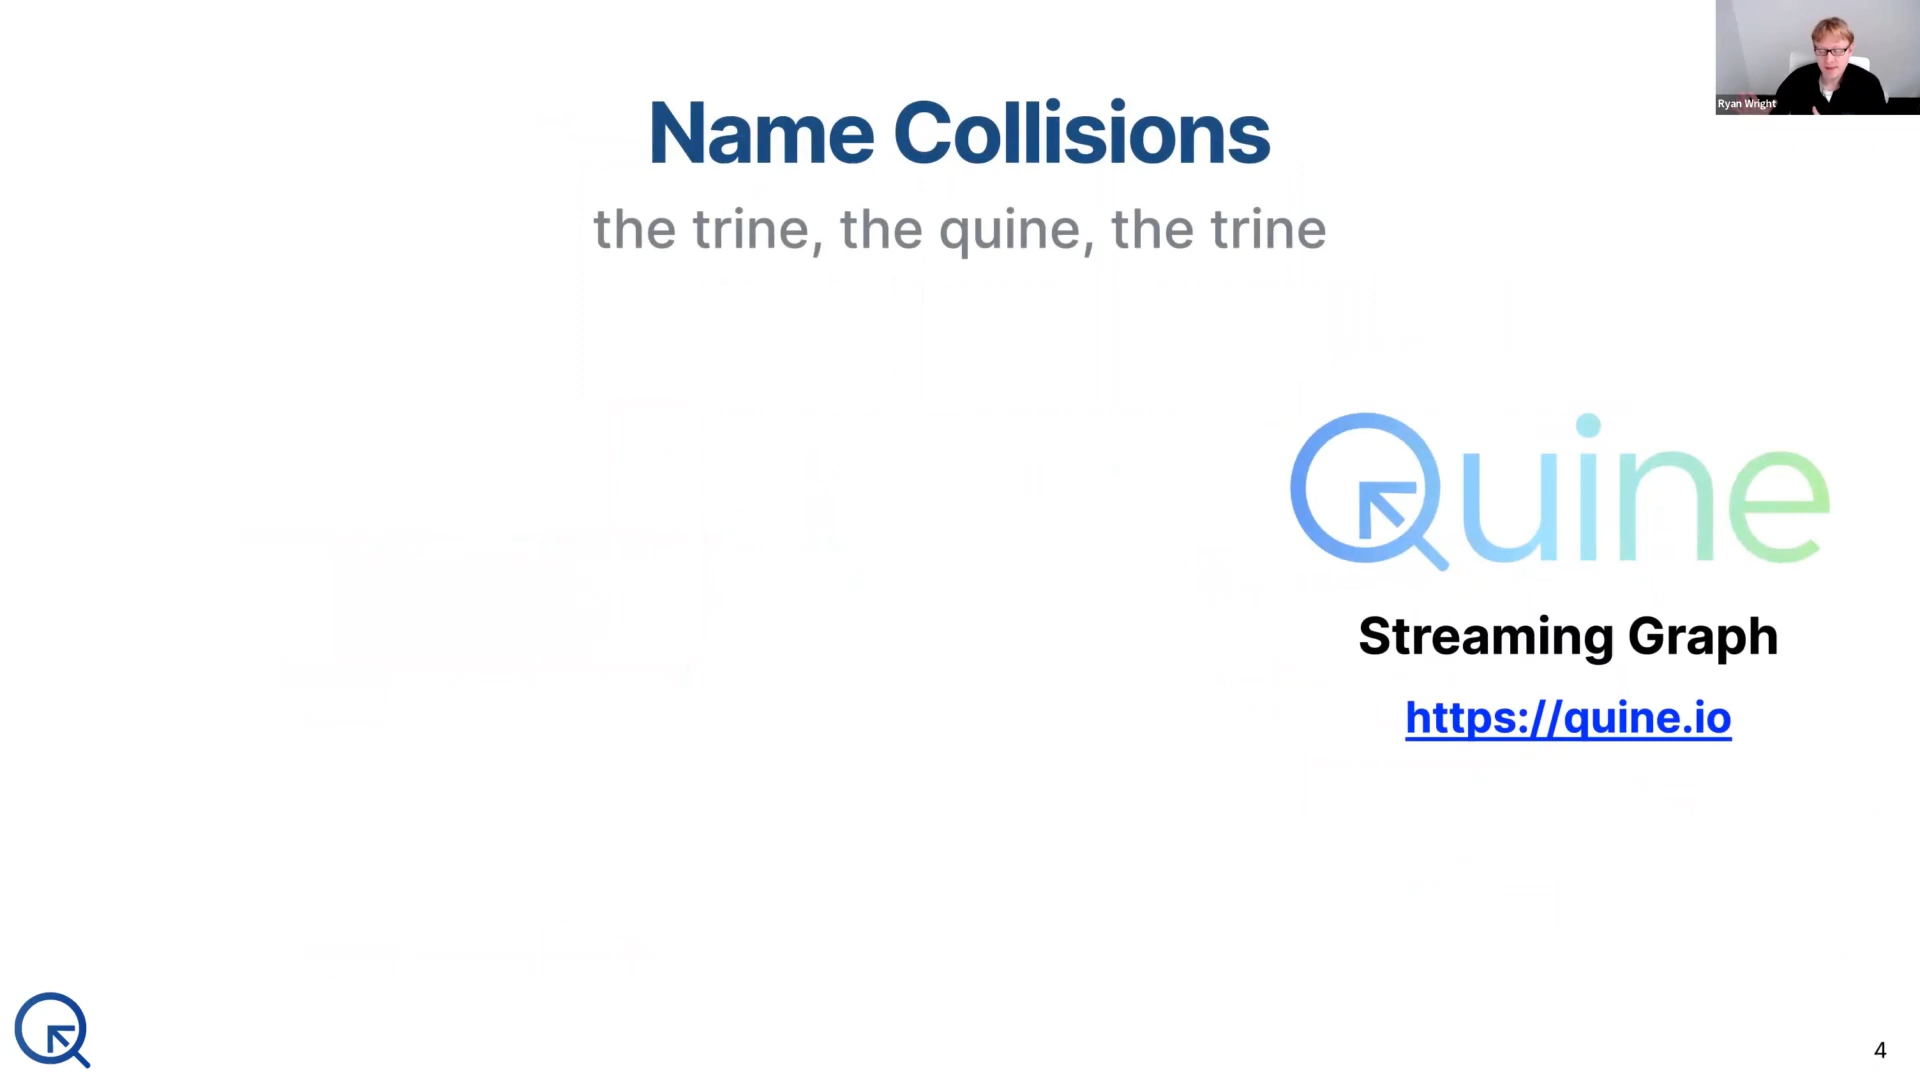 Name Collisions
the trine, the quine, the trine
Ryan Wright
Quine
Streaming Graph
https://quine.io
4